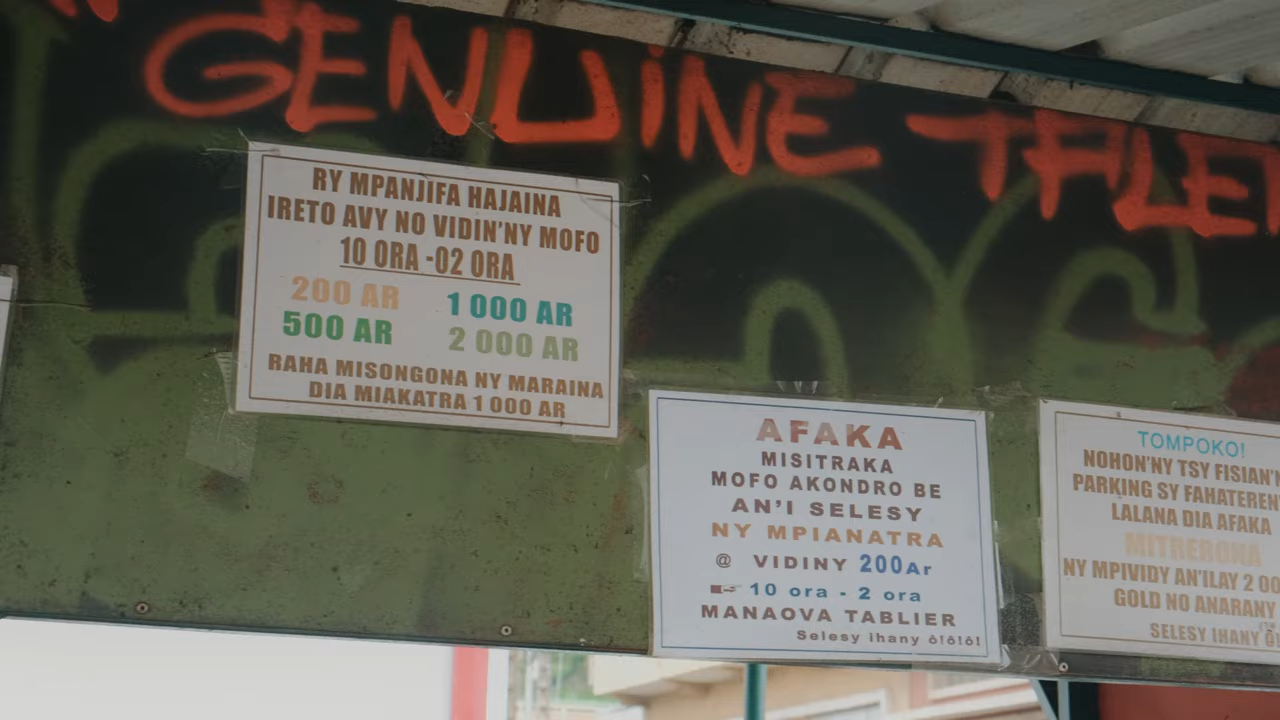 GENUINE TALE
RY MPANJIFA HAJAINA
IRETO AVY NO VIDIN'NY MOFO
10 ORA -02 ORA
200 AR
1 000 AR
500 AR
2 000 AR
RAHA MISONGONA NY MARAINA
DIA MIAKATRA 1 000 AR
AFAKA
MISITRAKA
MOFO AKONDRO BE
AN'I SELESY
NY MPIANATRA
@ VIDINY 200Ar
☛ 10 ora - 2 ora
MANAOVA TABLIER
Selesy ihany ô!ô!ô!
TOMPOKO!
NOHON'NY TSY FISIAN'N
PARKING SY FAHATEREN
LALANA DIA AFAKA
MITREBONA
NY MPIVIDY AN'ILAY 2 00
GOLD NO ANARANY
SELESY IHANY Ô!